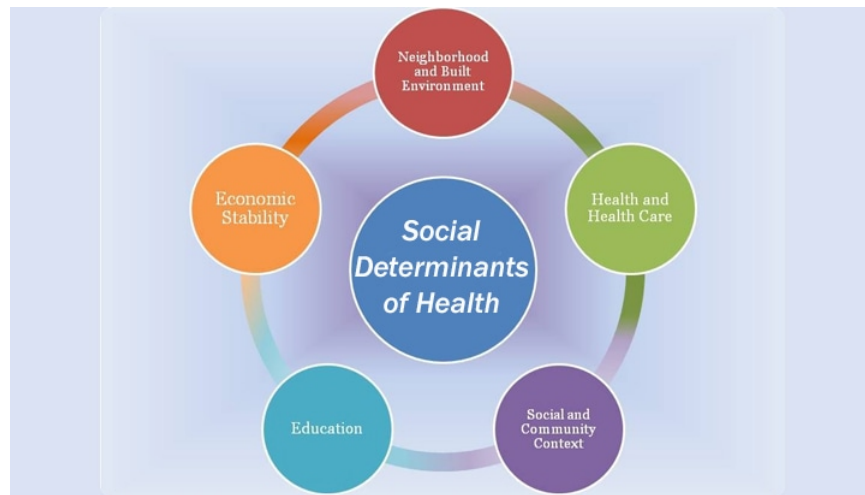 Neighborhood
and Built
Environment
Economic
Stability
Health and
Health Care
Social
Determinants
of Health
Education
Social and
Community
Context